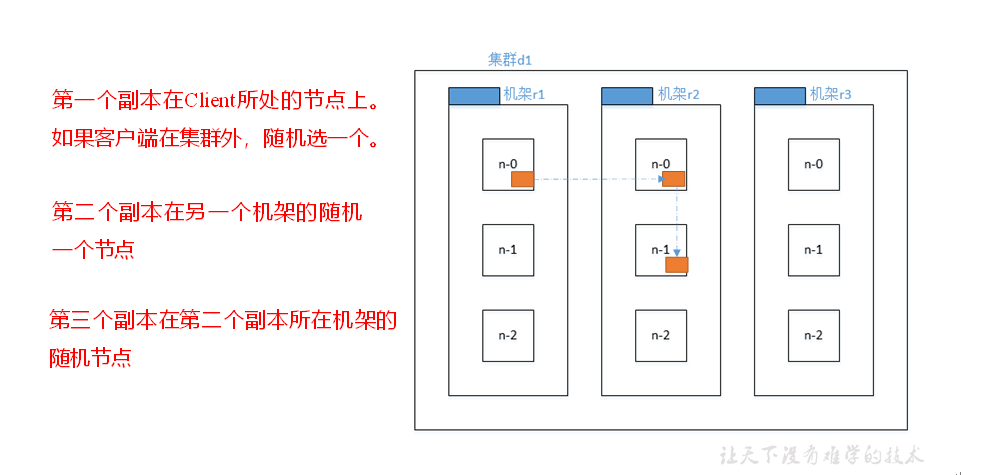 第一个副本在Client所处的节点上。
如果客户端在集群外，随机选一个。
第二个副本在另一个机架的随机
一个节点
第三个副本在第二个副本所在机架的
随机节点
集群d1
机架r1
机架r2
机架r3
n-0
n-0
n-0
n-1
n-1
n-1
n-2
n-2
n-2
让天下没有难学的技术